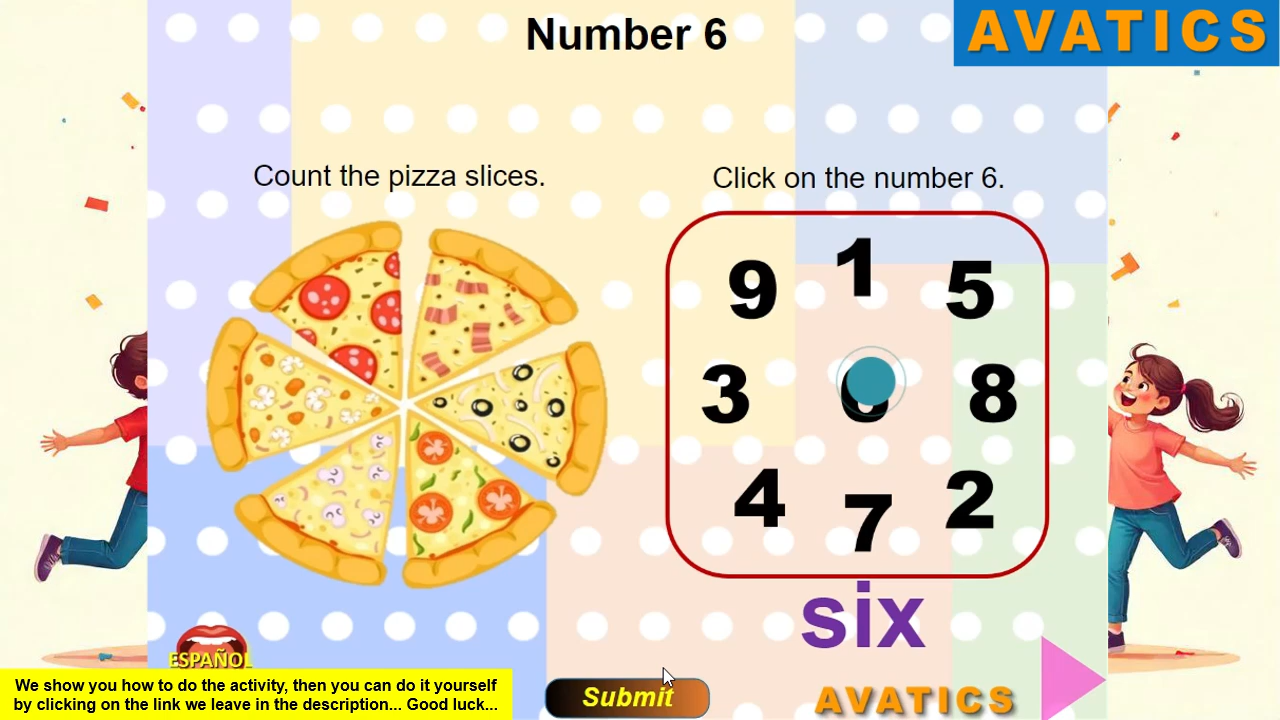 Number 6
AVATICS
Count the pizza slices.
Click on the number 6.
1
9 5
3 6 8
4 2
7
six
ESPAÑOL
We show you how to do the activity, then you can do it yourself
by clicking on the link we leave in the description... Good luck...
Submit
AVATICS